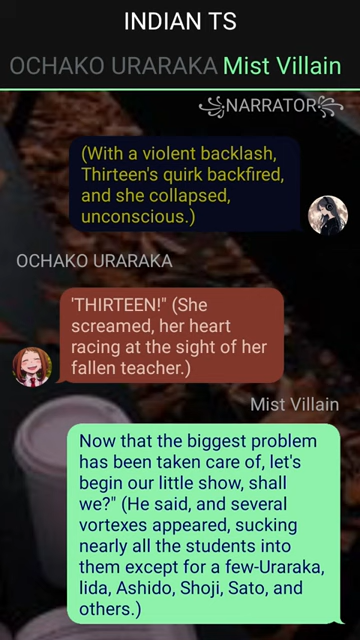 INDIAN TS
OCHAKO URARAKA Mist Villain
꧁NARRATOR꧂
(With a violent backlash,
Thirteen's quirk backfired,
and she collapsed,
unconscious.)
OCHAKO URARAKA
'THIRTEEN!" (She
screamed, her heart
racing at the sight of her
fallen teacher.)
Mist Villain
Now that the biggest problem
has been taken care of, let's
begin our little show, shall
we?" (He said, and several
vortexes appeared, sucking
nearly all the students into
them except for a few-Uraraka,
Iida, Ashido, Shoji, Sato, and
others.)